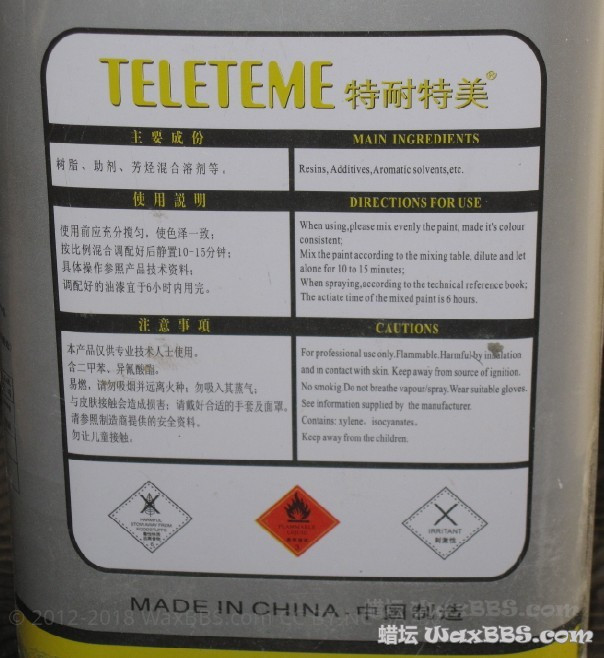 TELETEME 特耐特美®
主要成份
MAIN INGREDIENTS
树脂、助剂、芳烃混合溶剂等。
Resins,Additives,Aromatic solvents,etc.
使用説明
DIRECTIONS FOR USE
使用前应充分搅匀，使色泽一致；
按比例混合调配好后静置10-15分钟；
具体操作参照产品技术资料；
调配好的油漆宜于6小时内用完。
When using,please mix evenly the paint, made it's colour
consistent;
Mix the paint according to the mixing table, dilute and let
alone for 10 to 15 minutes;
When spraying,according to the technical reference book;
The actiate time of the mixed paint is 6 hours.
注意事項
CAUTIONS
本产品仅供专业技术人士使用。
含二甲苯、异氰酸酯。
易燃，请勿吸烟并远离火种；勿吸入其蒸气；
与皮肤接触会造成损害；请戴好合适的手套及面罩。
请参照制造商提供的安全资料。
勿让儿童接触。
For professional use only.Flammable.Harmful by
and in contact with skin. Keep away from source of ignition.
No smokig Do not breathe vapour/spray.Wear suitable gloves.
See information supplied by the manufacturer.
Contains: xylene、isocyanates.
Keep away from the children.
HARMFUL
STOW AWAY FROM
FOODSTUFFS
FLAMMABLE
LIQUID
IRRITANT
刺激性
MADE IN CHINA · 中国制造
© 2012-2018 WaxBBS.com
蜡坛 WaxBBS.com
蜡坛 WaxBBS.com